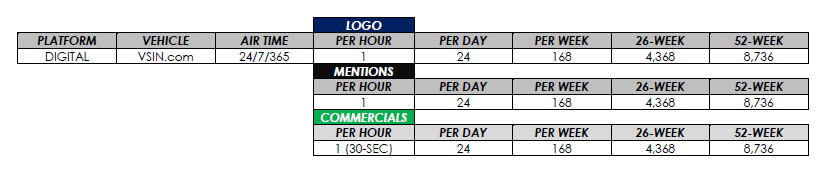 LOGO
PLATFORM VEHICLE AIR TIME PER HOUR PER DAY PER WEEK 26-WEEK 52-WEEK
DIGITAL VSIN.com 24/7/365 1 24 168 4,368 8,736
MENTIONS
PER HOUR PER DAY PER WEEK 26-WEEK 52-WEEK
1 24 168 4,368 8,736
COMMERCIALS
PER HOUR PER DAY PER WEEK 26-WEEK 52-WEEK
1 (30-SEC) 24 168 4,368 8,736